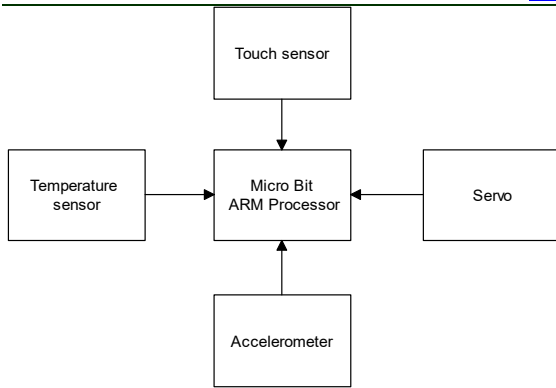 Touch sensor
Temperature
sensor
Micro Bit
ARM Processor
Servo
Accelerometer